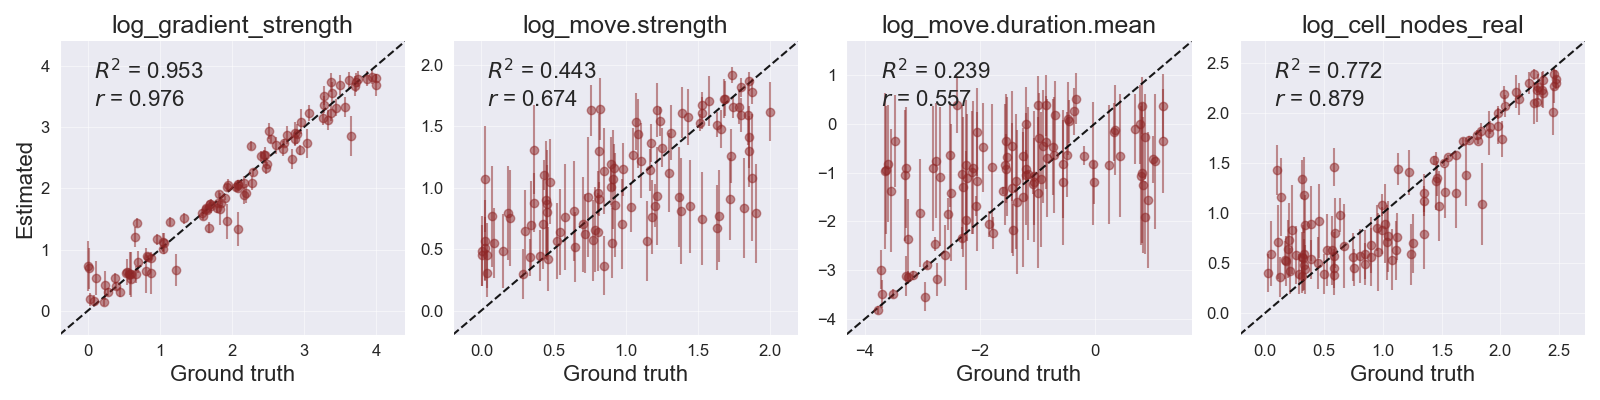 log_gradient_strength
R² = 0.953
r = 0.976
Estimated
4
3
2
1
0
0 1 2 3 4
Ground truth
log_move.strength
R² = 0.443
r = 0.674
2.0
1.5
1.0
0.5
0.0
0.0 0.5 1.0 1.5 2.0
Ground truth
log_move.duration.mean
R² = 0.239
r = 0.557
1
0
−1
−2
−3
−4
−4 −2 0
Ground truth
log_cell_nodes_real
R² = 0.772
r = 0.879
2.5
2.0
1.5
1.0
0.5
0.0
0.0 0.5 1.0 1.5 2.0 2.5
Ground truth